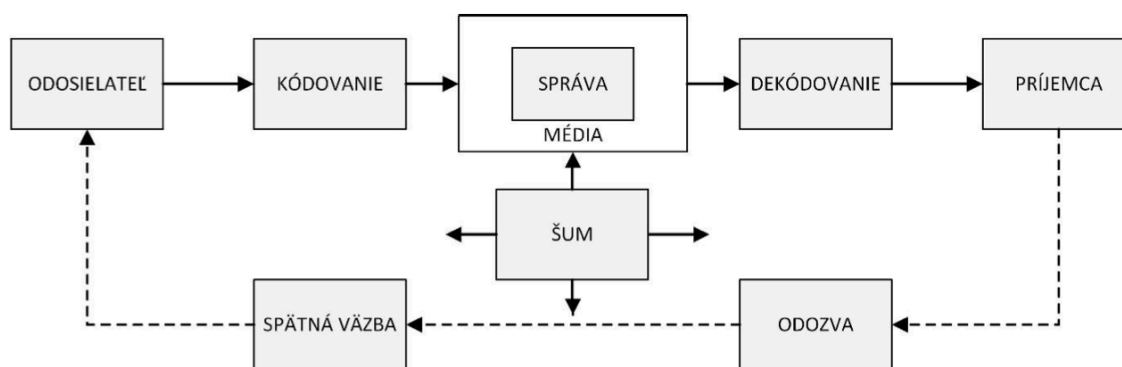 ODOSIELATEĽ
KÓDOVANIE
SPRÁVA
MÉDIA
DEKÓDOVANIE
PRÍJEMCA
ŠUM
SPÄTNÁ VÄZBA
ODOZVA